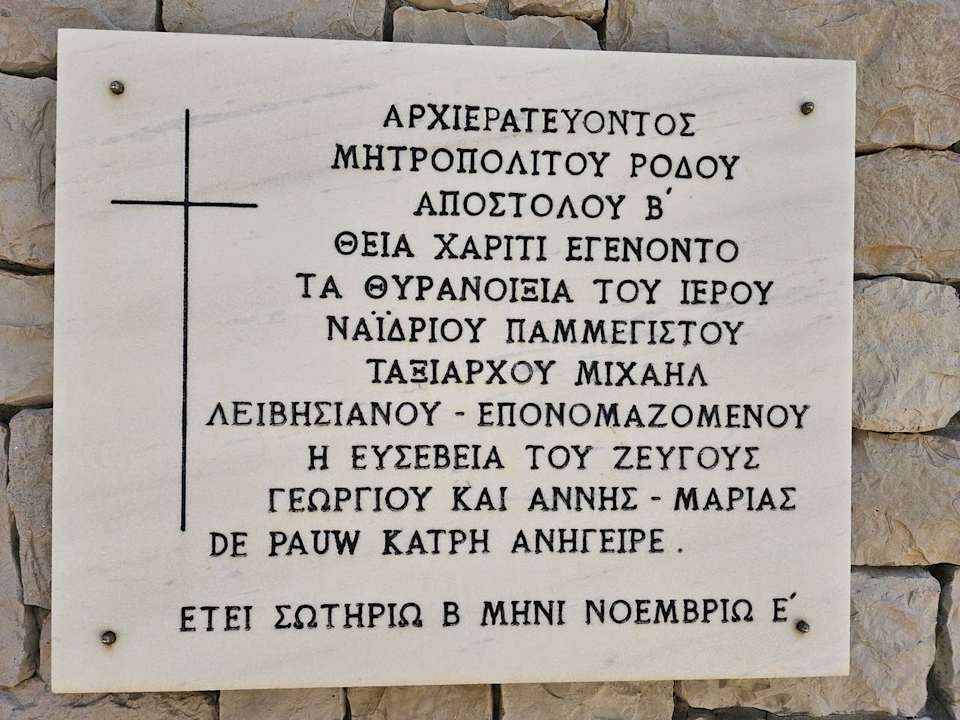 ΑΡΧΙΕΡΑΤΕΥΟΝΤΟΣ
ΜΗΤΡΟΠΟΛΙΤΟΥ ΡΟΔΟΥ
ΑΠΟΣΤΟΛΟΥ Β΄
ΘΕΙΑ ΧΑΡΙΤΙ ΕΓΕΝΟΝΤΟ
ΤΑ ΘΥΡΑΝΟΙΞΙΑ ΤΟΥ ΙΕΡΟΥ
ΝΑΪΔΡΙΟΥ ΠΑΜΜΕΓΙΣΤΟΥ
ΤΑΞΙΑΡΧΟΥ ΜΙΧΑΗΛ
ΛΕΙΒΗΣΙΑΝΟΥ - ΕΠΟΝΟΜΑΖΟΜΕΝΟΥ
Η ΕΥΣΕΒΕΙΑ ΤΟΥ ΖΕΥΓΟΥΣ
ΓΕΩΡΓΙΟΥ ΚΑΙ ΑΝΝΗΣ - ΜΑΡΙΑΣ
DE PAUW ΚΑΤΡΗ ΑΝΗΓΕΙΡΕ.
ΕΤΕΙ ΣΩΤΗΡΙΩ Β ΜΗΝΙ ΝΟΕΜΒΡΙΩ Ε΄